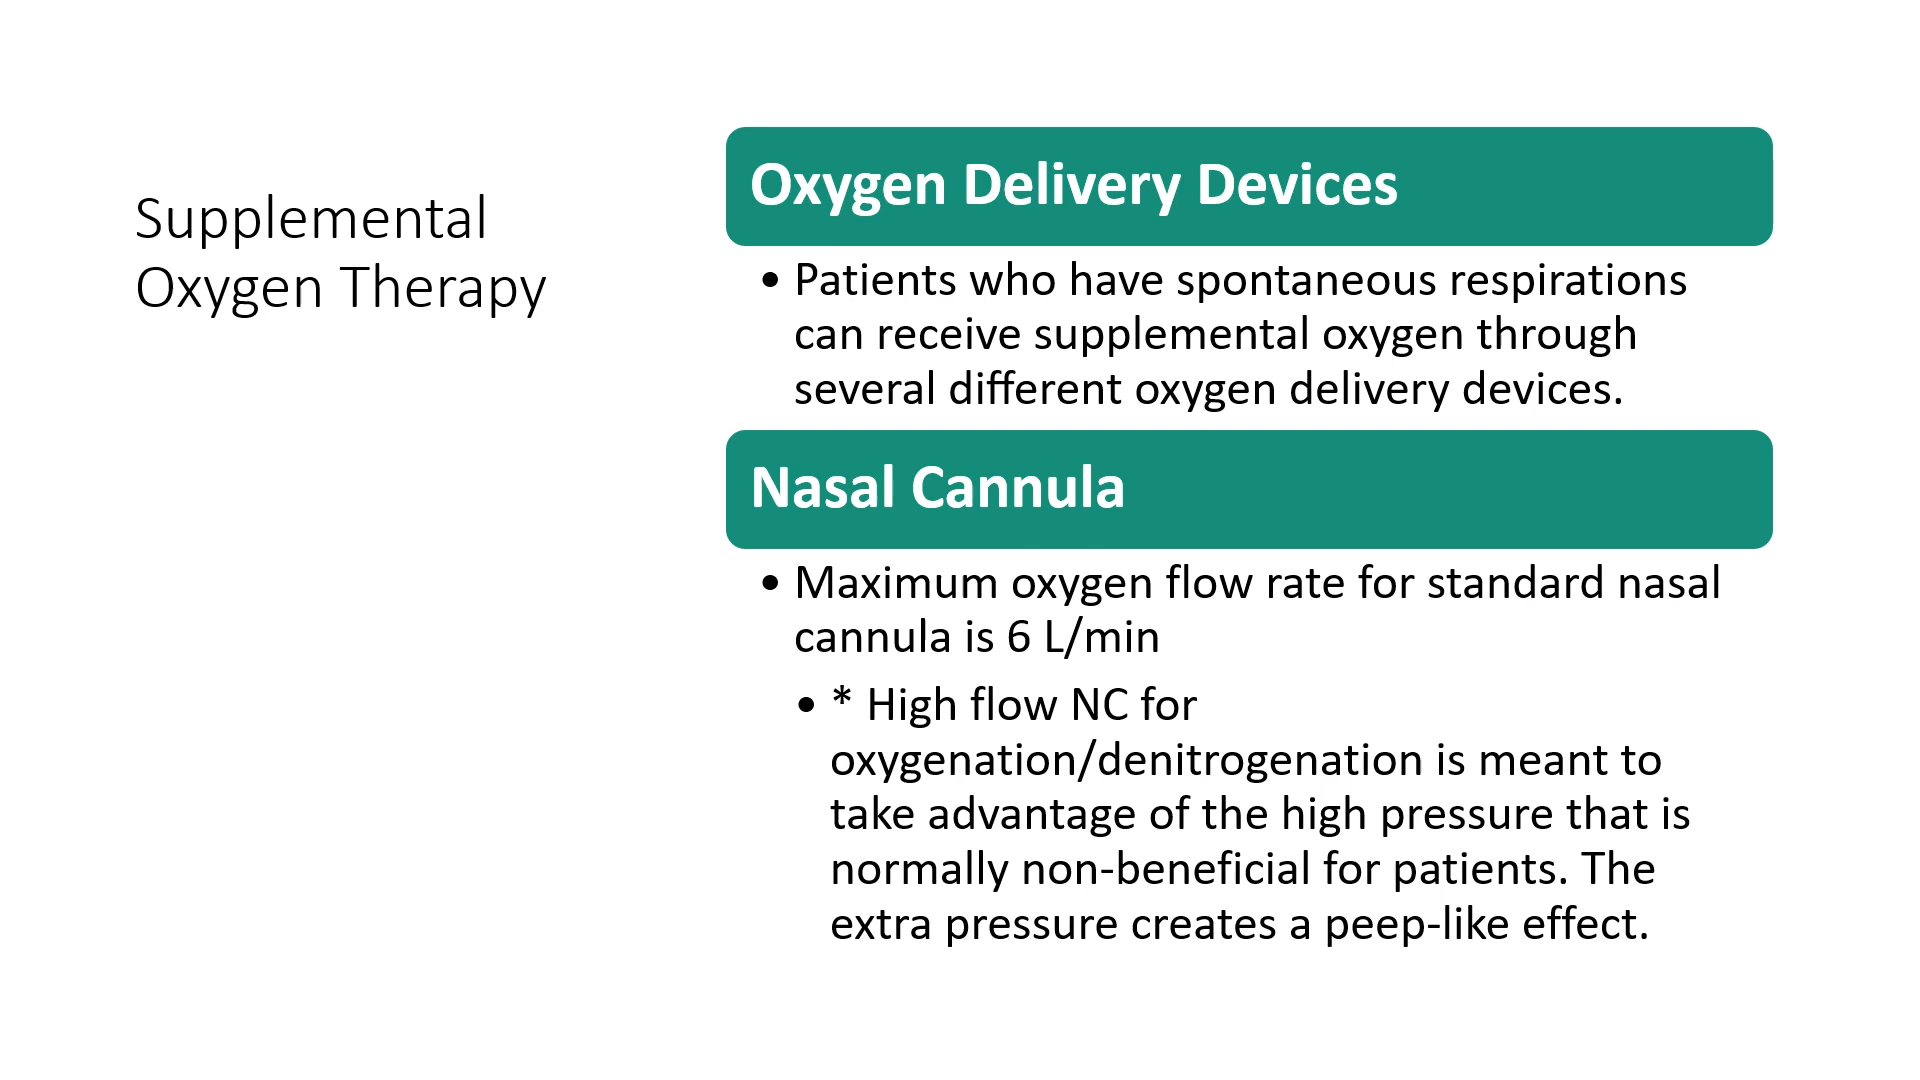 Supplemental
Oxygen Therapy
Oxygen Delivery Devices
• Patients who have spontaneous respirations
can receive supplemental oxygen through
several different oxygen delivery devices.
Nasal Cannula
• Maximum oxygen flow rate for standard nasal
cannula is 6 L/min
• * High flow NC for
oxygenation/denitrogenation is meant to
take advantage of the high pressure that is
normally non-beneficial for patients. The
extra pressure creates a peep-like effect.